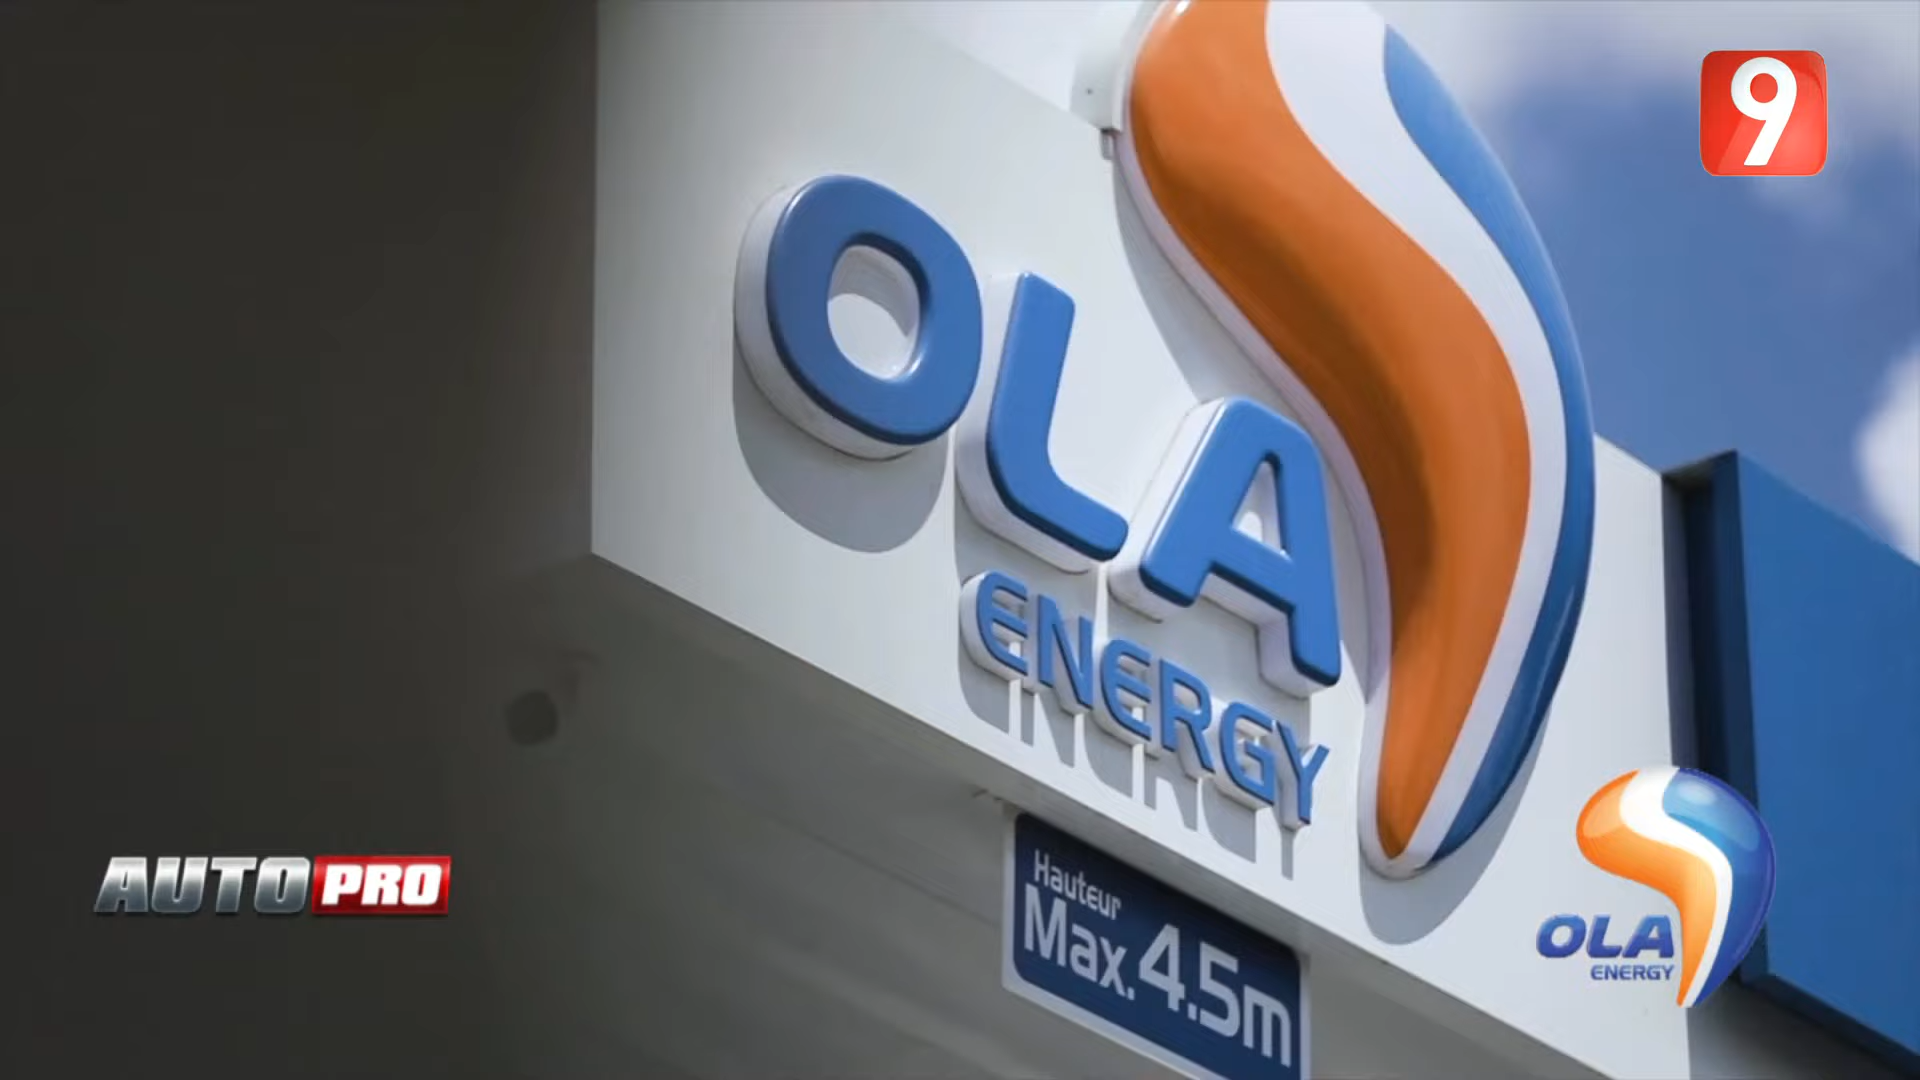 9
OLA
ENERGY
Hauteur
Max. 4.5m
AUTO PRO
OLA
ENERGY